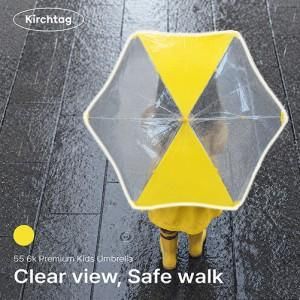 Kirchtag
55 6k Premium Kids Umbrella
Clear view, Safe walk